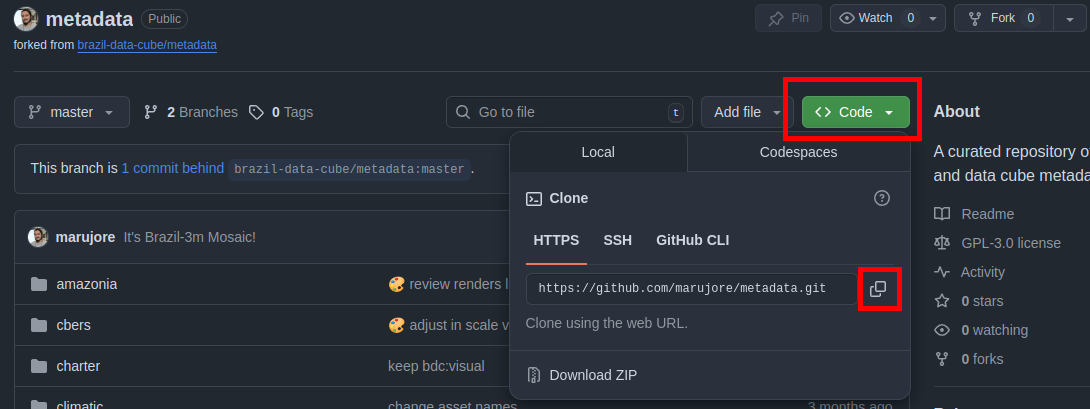 metadata Public Pin Watch 0 Fork 0
forked from brazil-data-cube/metadata
master 2 Branches 0 Tags Go to file t Add file Code About
Local Codespaces
This branch is 1 commit behind brazil-data-cube/metadata:master.
A curated repository
and data cube
Clone
Readme
marujore It's Brazil-3m Mosaic!
HTTPS SSH GitHub CLI
GPL-3.0 license
Activity
amazonia review renders
https://github.com/marujore/metadata.git
0 stars
cbers adjust in scale
Clone using the web URL.
0 watching
0 forks
charter keep bdc:visual
Download ZIP
climatic change asset names 3 months ago